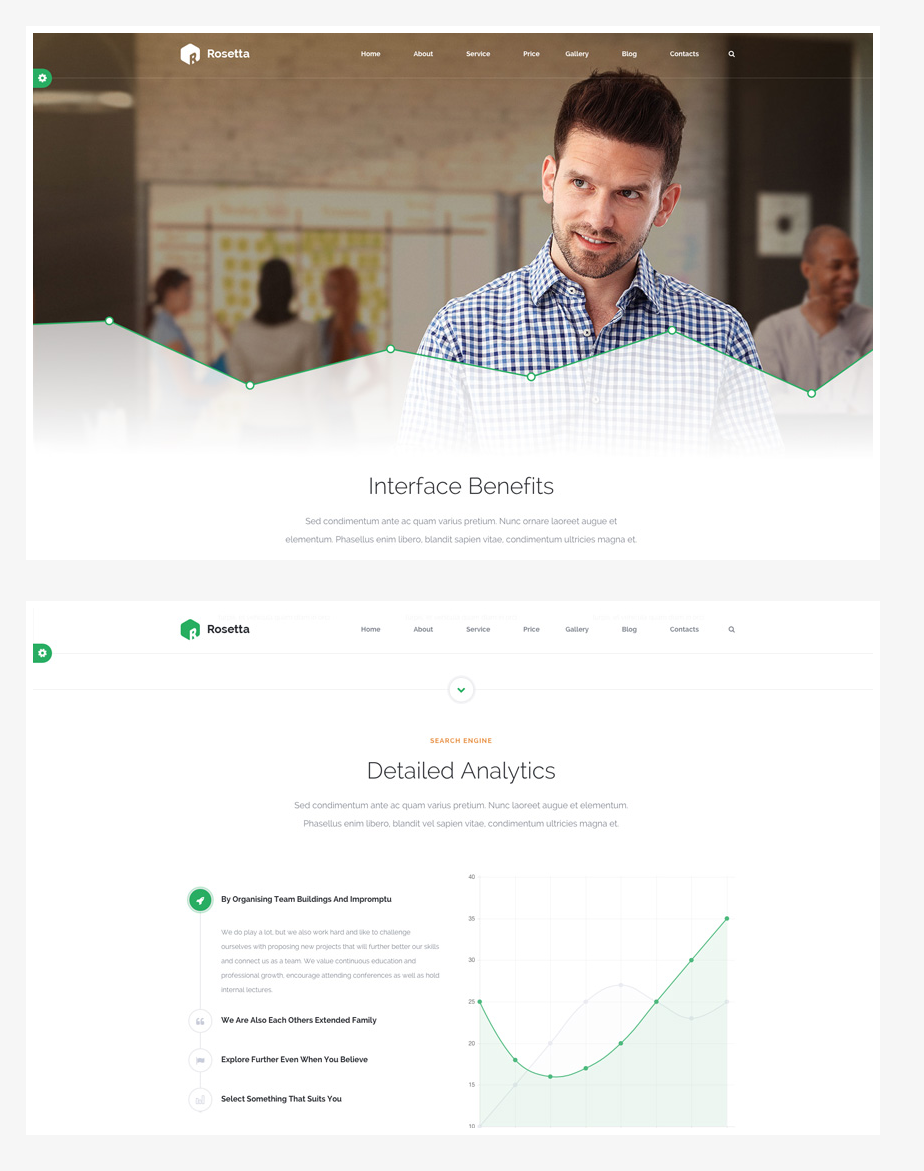 Rosetta
Home About Service Price Gallery Blog Contacts
Interface Benefits
Sed condimentum ante ac quam varius pretium. Nunc ornare laoreet augue et
elementum. Phasellus enim libero, blandit sapien vitae, condimentum ultricies magna et.
Rosetta
Home About Service Price Gallery Blog Contacts
SEARCH ENGINE
Detailed Analytics
Sed condimentum ante ac quam varius pretium. Nunc laoreet augue et elementum.
Phasellus enim libero, blandit vel sapien vitae, condimentum ultricies magna et.
By Organising Team Buildings And Impromptu
We do play a lot, but we also work hard and like to challenge
ourselves with proposing new projects that will further better our skills
and connect us as a team. We value continuous education and
professional growth, encourage attending conferences as well as hold
internal lectures.
We Are Also Each Others Extended Family
Explore Further Even When You Believe
Select Something That Suits You
40
35
30
25
20
15
10